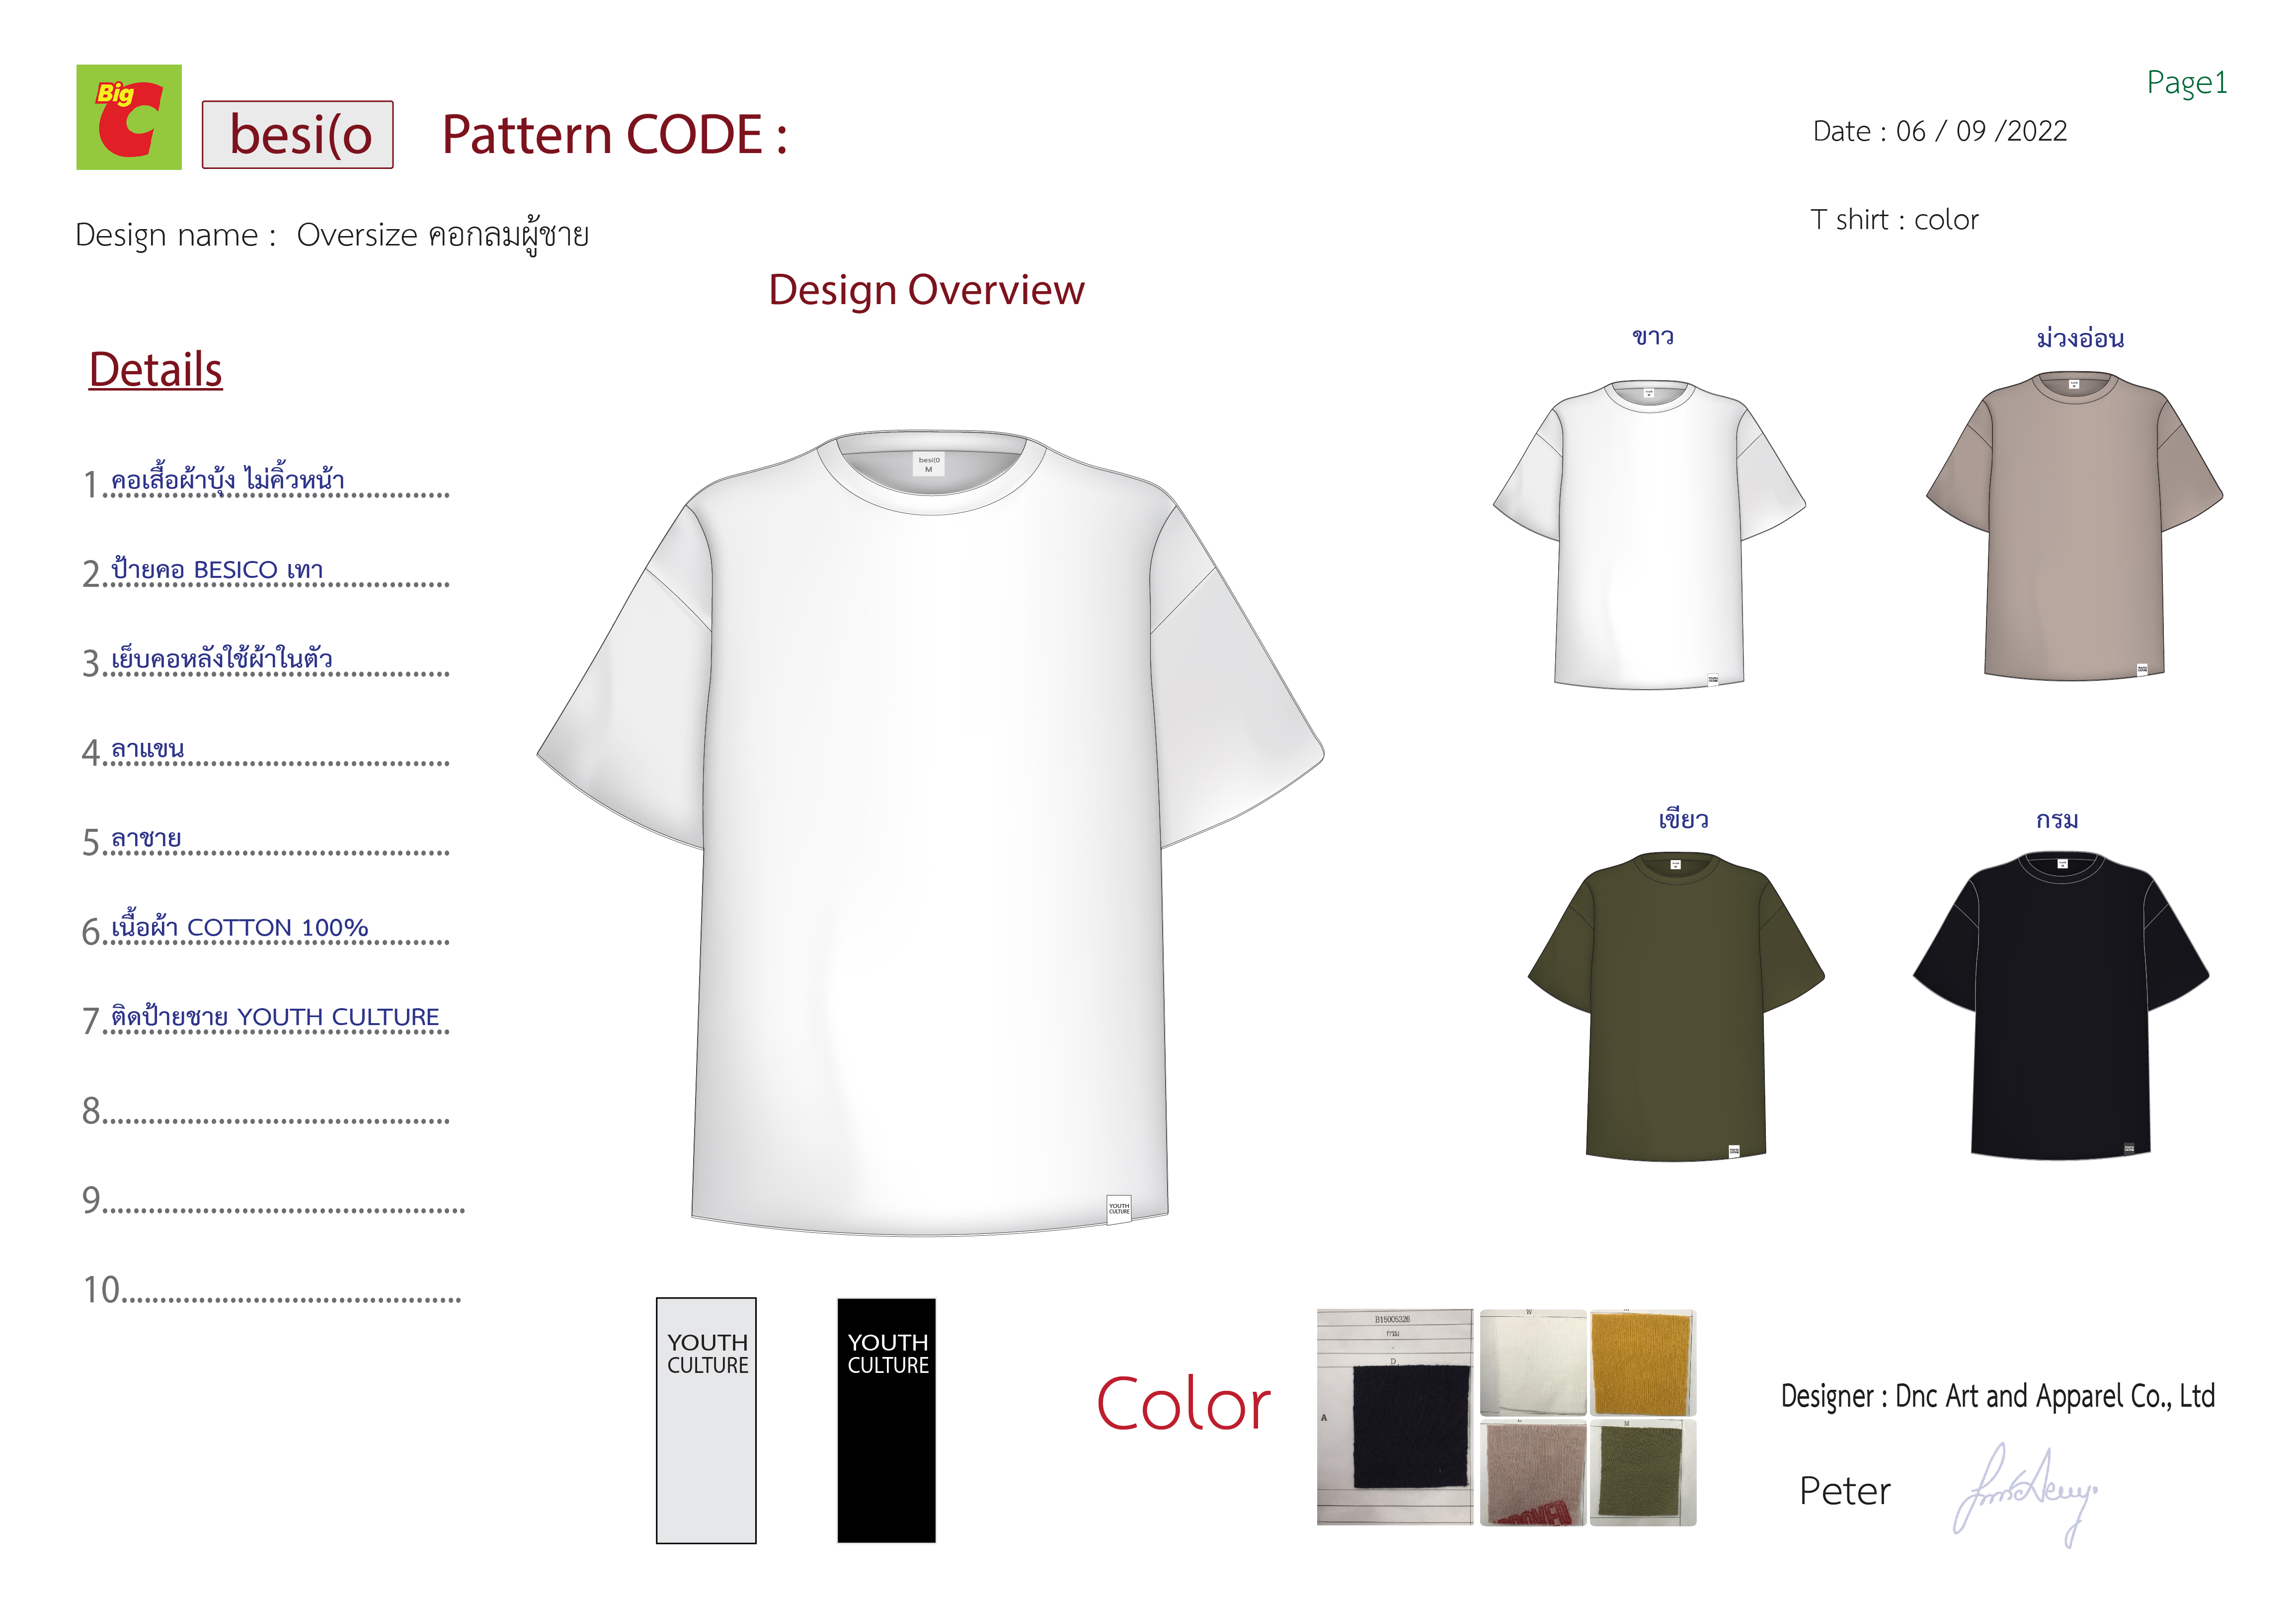 Big C
besi(o
Pattern CODE :
Page1
Date : 06 / 09 /2022
T shirt : color
Design name : Oversize คอกลมผู้ชาย
Design Overview
Details
1.คอเสื้อผ้าบุ้ง ไม่คิ้วหน้า
2.ป้ายคอ BESICO เทา
3.เย็บคอหลังใช้ผ้าในตัว
4.ลาแขน
5.ลาชาย
6.เนื้อผ้า COTTON 100%
7.ติดป้ายชาย YOUTH CULTURE
8.
9.
10.
besi(o
M
YOUTH
CULTURE
ขาว
ม่วงอ่อน
เขียว
กรม
YOUTH
CULTURE
YOUTH
CULTURE
Color
B15005326
กรม
D
A
W
M
Designer : Dnc Art and Apparel Co., Ltd
Peter